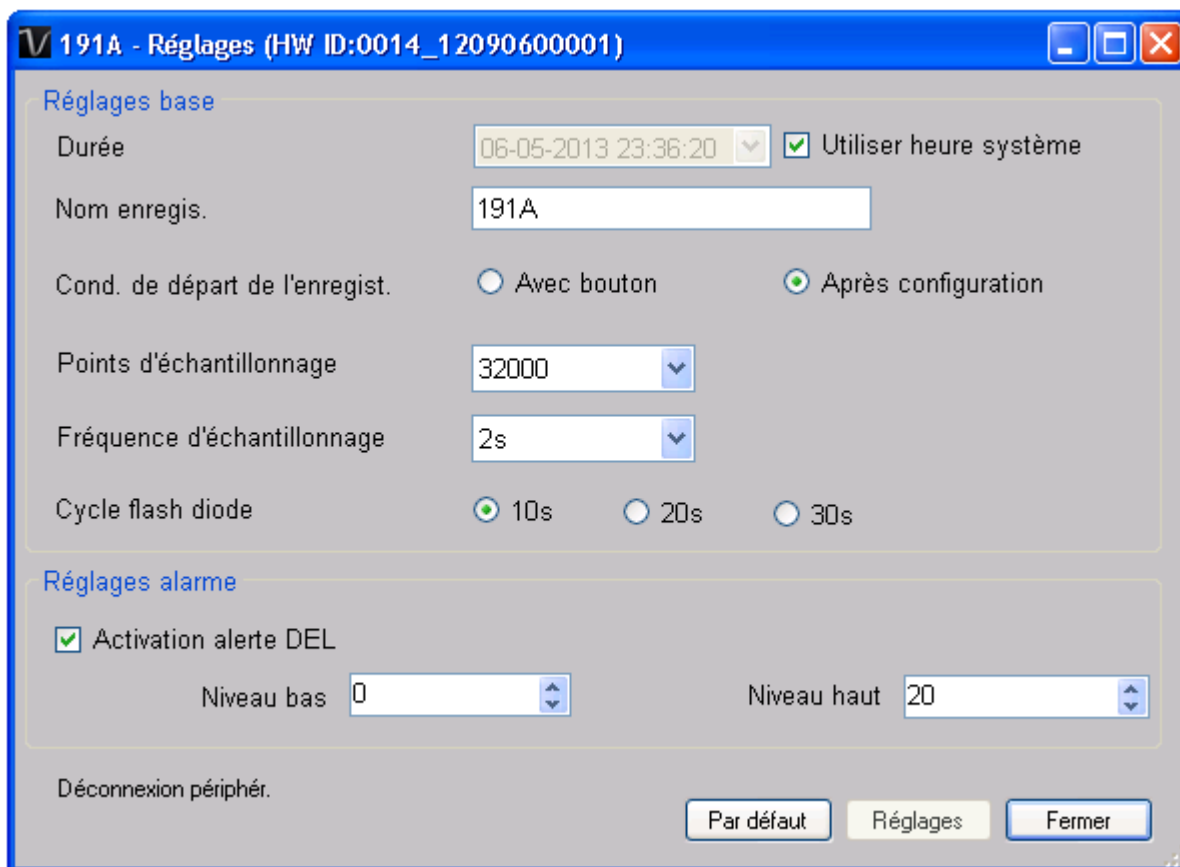 191A - Réglages (HW ID:0014_12090600001)
Réglages base
Durée 06-05-2013 23:36:20 Utiliser heure système
Nom enregis. 191A
Cond. de départ de l'enregist. Avec bouton Après configuration
Points d'échantillonnage 32000
Fréquence d'échantillonnage 2s
Cycle flash diode 10s 20s 30s
Réglages alarme
Activation alerte DEL
Niveau bas 0 Niveau haut 20
Déconnexion périphér.
Par défaut Réglages Fermer